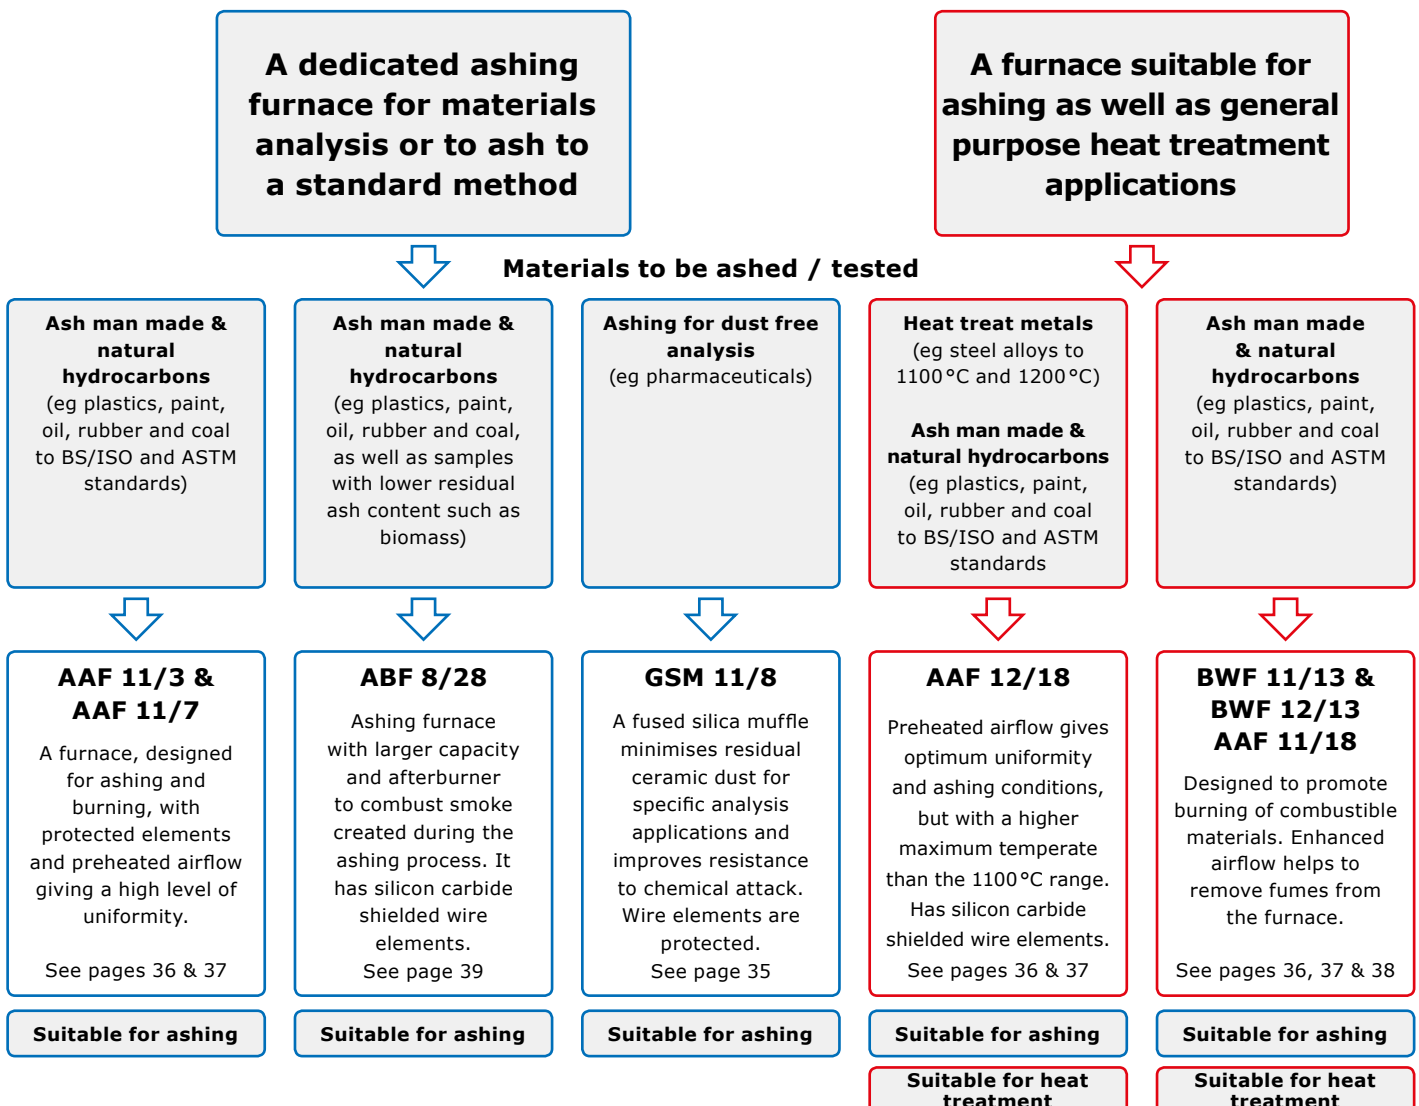 A dedicated ashing
furnace for materials
analysis or to ash to
a standard method
A furnace suitable for
ashing as well as general
purpose heat treatment
applications
Materials to be ashed / tested
Ash man made &
natural
hydrocarbons
(eg plastics, paint,
oil, rubber and coal
to BS/ISO and ASTM
standards)
Ash man made &
natural
hydrocarbons
(eg plastics, paint,
oil, rubber and coal,
as well as samples
with lower residual
ash content such as
biomass)
Ashing for dust free
analysis
(eg pharmaceuticals)
Heat treat metals
(eg steel alloys to
1100°C and 1200°C)
Ash man made &
natural hydrocarbons
(eg plastics, paint,
oil, rubber and coal
to BS/ISO and ASTM
standards
Ash man made
& natural
hydrocarbons
(eg plastics, paint,
oil, rubber and coal
to BS/ISO and ASTM
standards)
AAF 11/3 &
AAF 11/7
A furnace, designed
for ashing and
burning, with
protected elements
and preheated airflow
giving a high level of
uniformity.
See pages 36 & 37
ABF 8/28
Ashing furnace
with larger capacity
and afterburner
to combust smoke
created during the
ashing process. It
has silicon carbide
shielded wire
elements.
See page 39
GSM 11/8
A fused silica muffle
minimises residual
ceramic dust for
specific analysis
applications and
improves resistance
to chemical attack.
Wire elements are
protected.
See page 35
AAF 12/18
Preheated airflow gives
optimum uniformity
and ashing conditions,
but with a higher
maximum temperate
than the 1100°C range.
Has silicon carbide
shielded wire elements.
See pages 36 & 37
BWF 11/13 &
BWF 12/13
AAF 11/18
Designed to promote
burning of combustible
materials. Enhanced
airflow helps to
remove fumes from
the furnace.
See pages 36, 37 & 38
Suitable for ashing
Suitable for ashing
Suitable for ashing
Suitable for ashing
Suitable for ashing
Suitable for heat
treatment
Suitable for heat
treatment